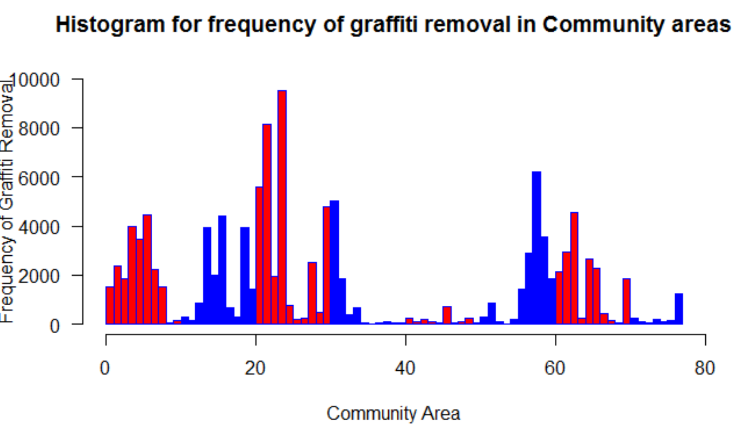 Histogram for frequency of graffiti removal in Community areas
Frequency of Graffiti Removal
10000
8000
6000
4000
2000
0
0 20 40 60 80
Community Area